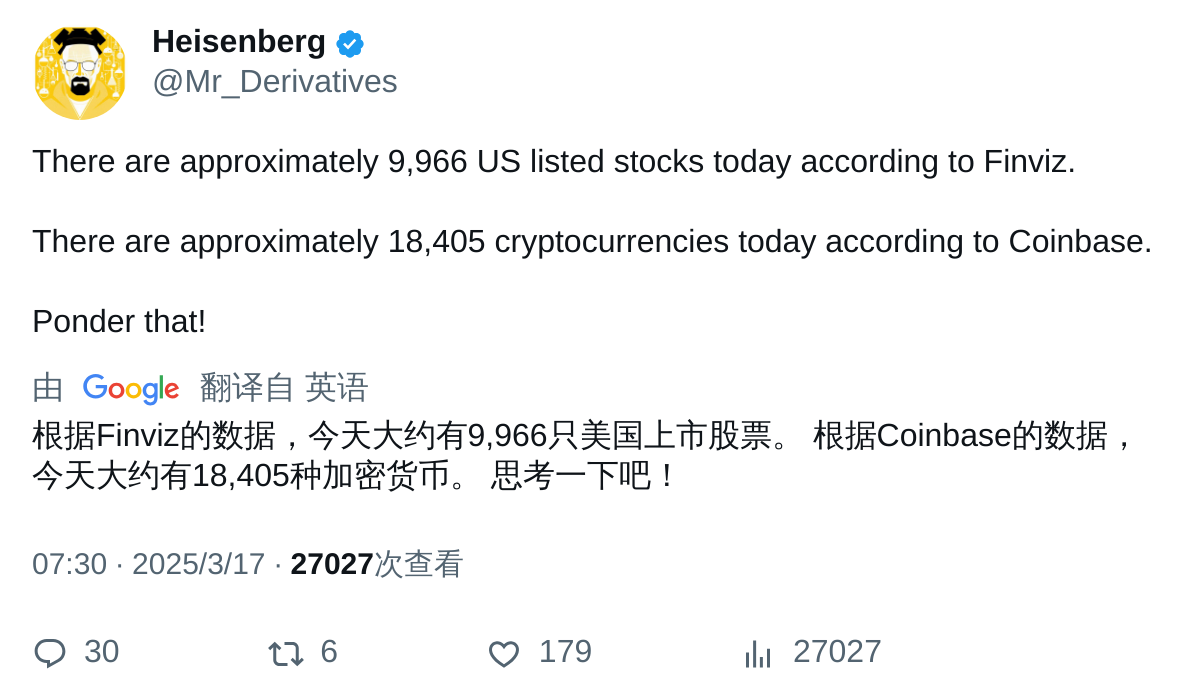 Heisenberg
@Mr_Derivatives
There are approximately 9,966 US listed stocks today according to Finviz.
There are approximately 18,405 cryptocurrencies today according to Coinbase.
Ponder that!
由 Google 翻译自 英语
根据Finviz的数据，今天大约有9,966只美国上市股票。 根据Coinbase的数据，
今天大约有18,405种加密货币。 思考一下吧！
07:30 · 2025/3/17 · 27027次查看
30 6 179 27027